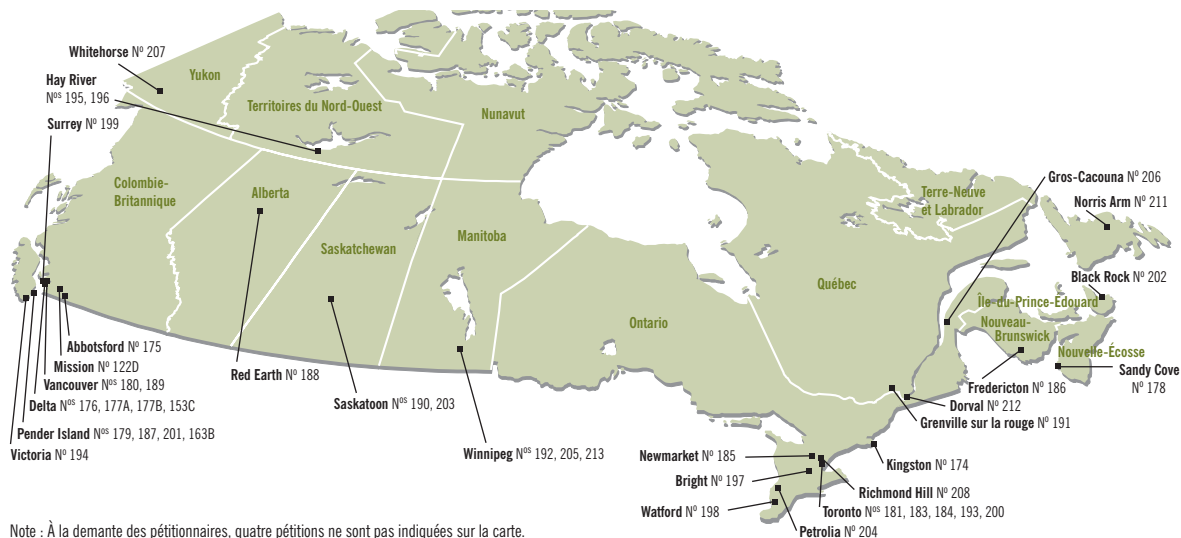 Whitehorse Nº 207
Hay River
Nºˢ 195, 196
Surrey Nº 199
Yukon
Territoires du Nord-Ouest
Nunavut
Colombie-
Britannique
Alberta
Saskatchewan
Manitoba
Ontario
Québec
Terre-Neuve
et Labrador
Île-du-Prince-Édouard
Nouveau-
Brunswick
Nouvelle-Écosse
Gros-Cacouna Nº 206
Norris Arm Nº 211
Black Rock Nº 202
Sandy Cove
Nº 178
Fredericton Nº 186
Dorval Nº 212
Grenville sur la rouge Nº 191
Abbotsford Nº 175
Mission Nº 122D
Vancouver Nºˢ 180, 189
Delta Nºˢ 176, 177A, 177B, 153C
Pender Island Nºˢ 179, 187, 201, 163B
Victoria Nº 194
Red Earth Nº 188
Saskatoon Nºˢ 190, 203
Winnipeg Nºˢ 192, 205, 213
Newmarket Nº 185
Bright Nº 197
Watford Nº 198
Kingston Nº 174
Richmond Hill Nº 208
Toronto Nºˢ 181, 183, 184, 193, 200
Petrolia Nº 204
Note : À la demante des pétitionnaires, quatre pétitions ne sont pas indiquées sur la carte.